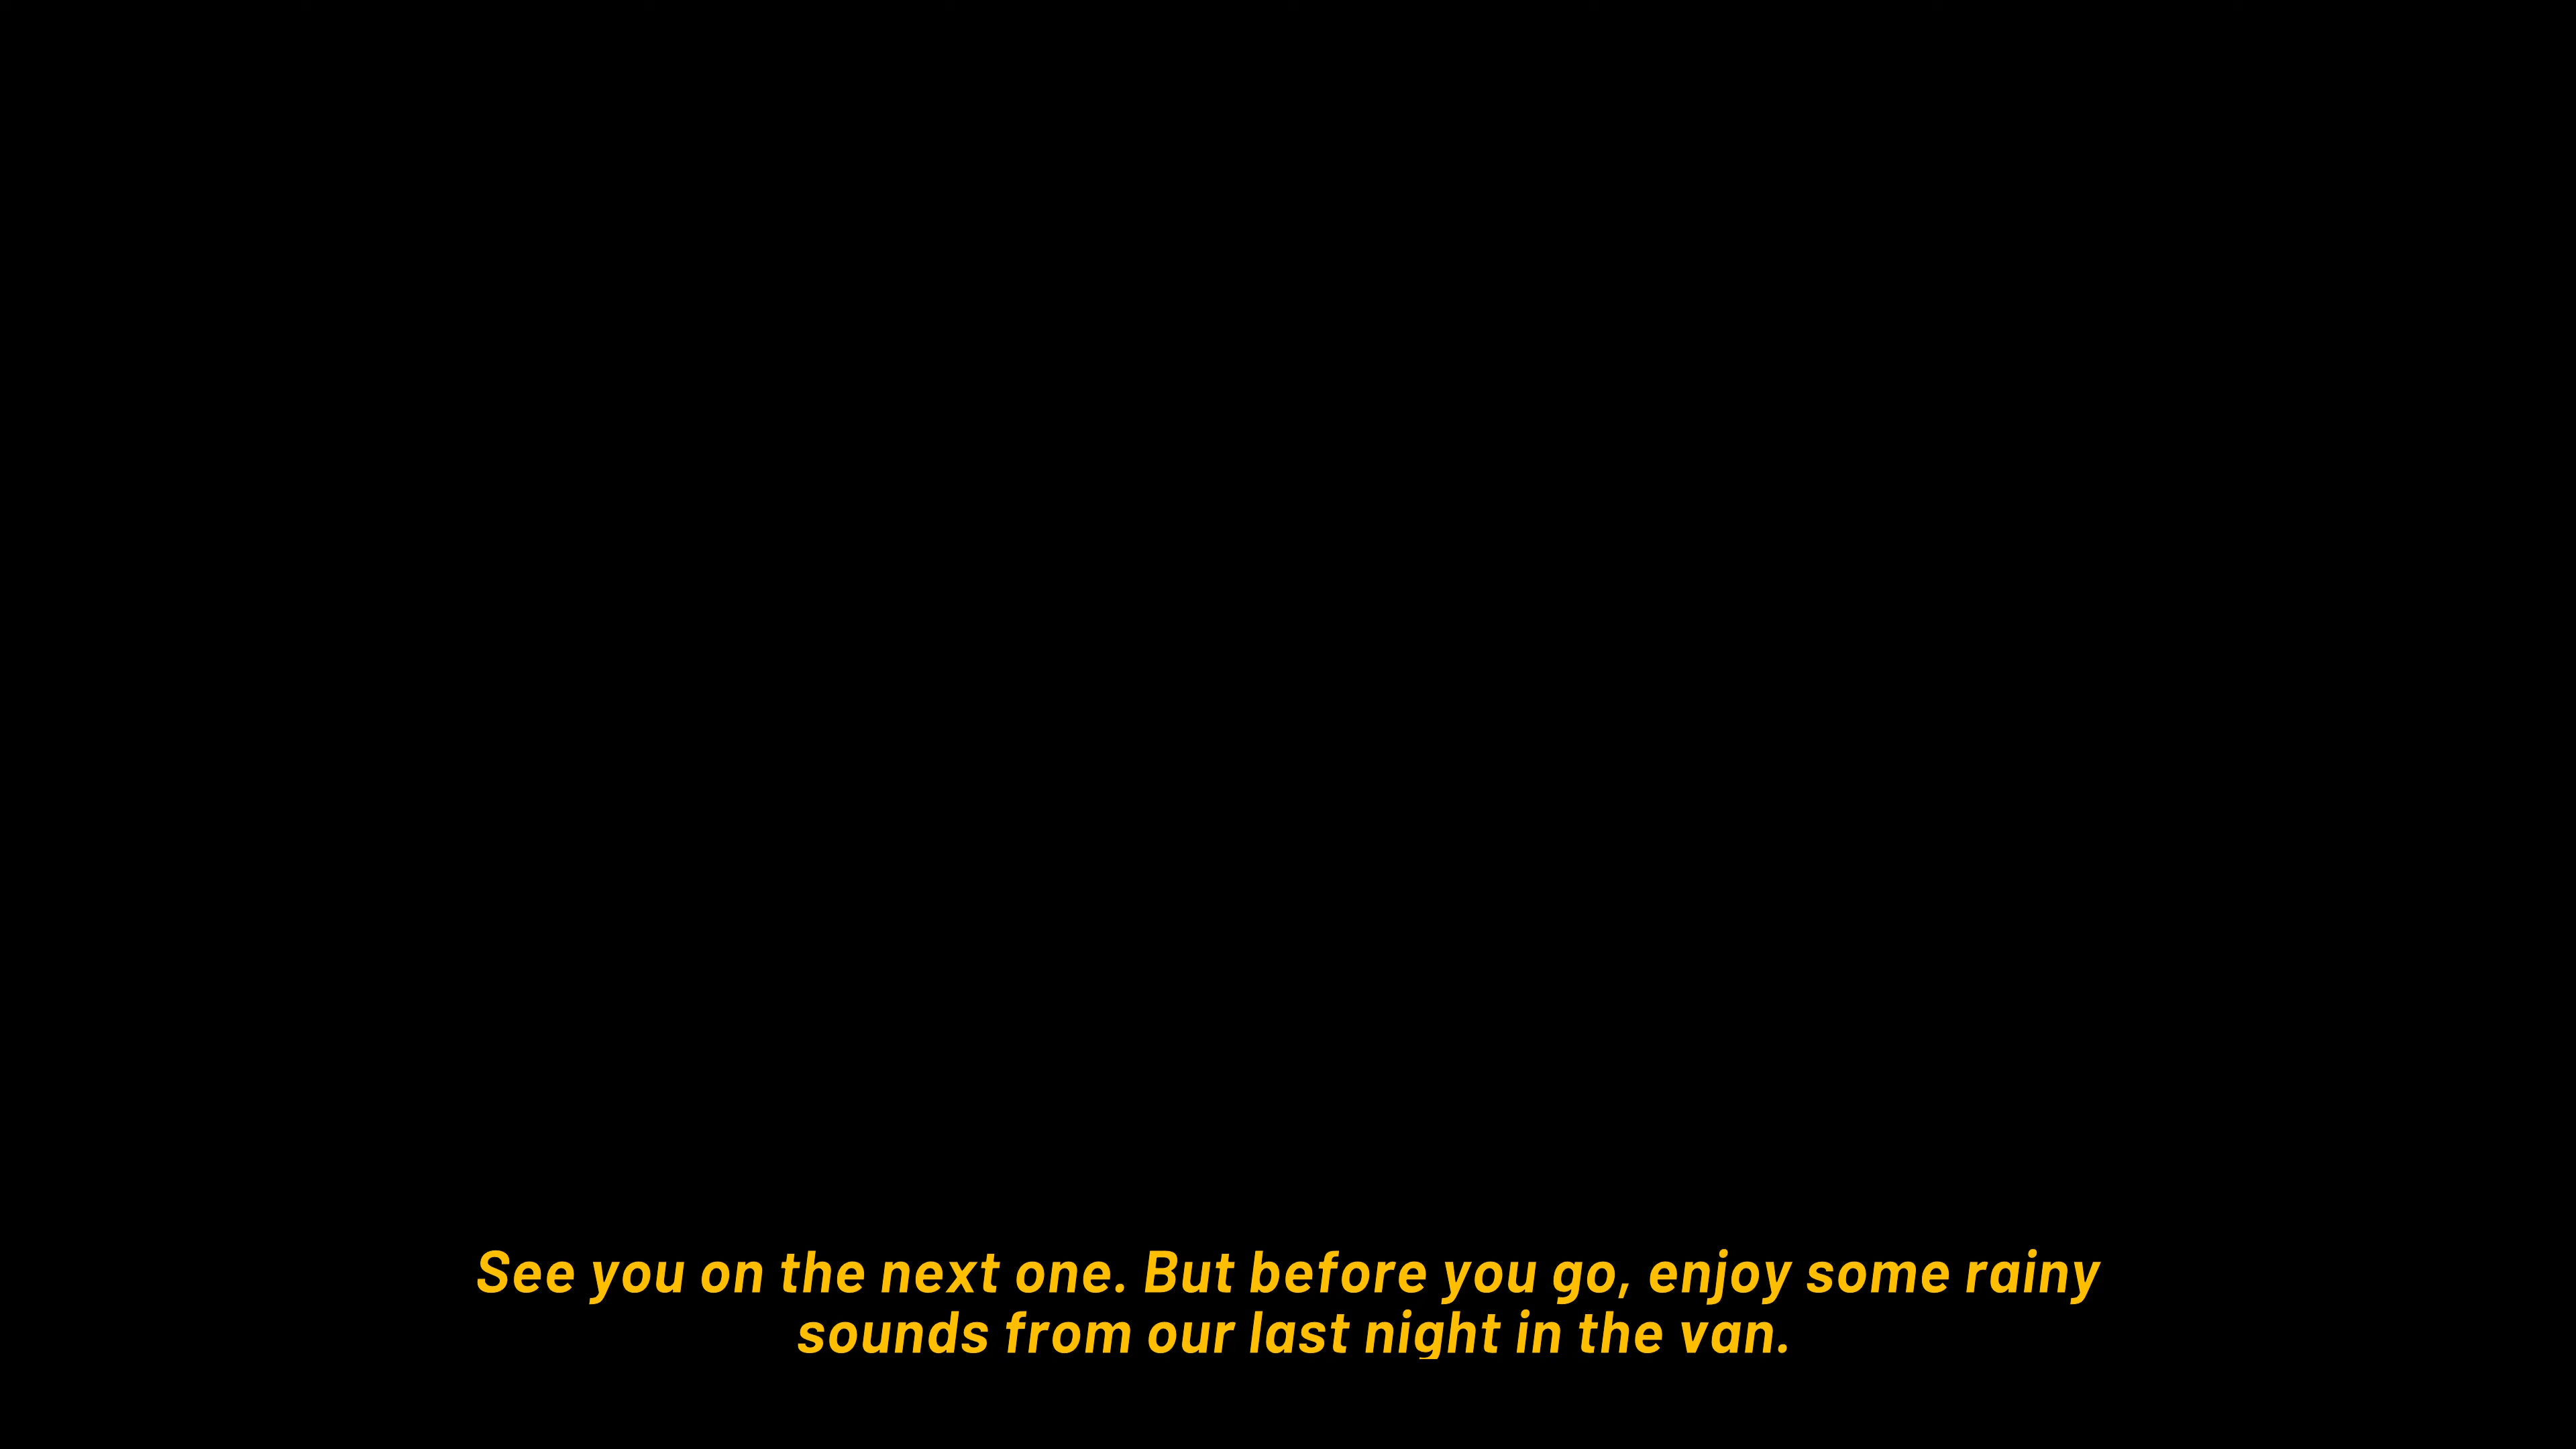 See you on the next one. But before you go, enjoy some rainy
sounds from our last night in the van.